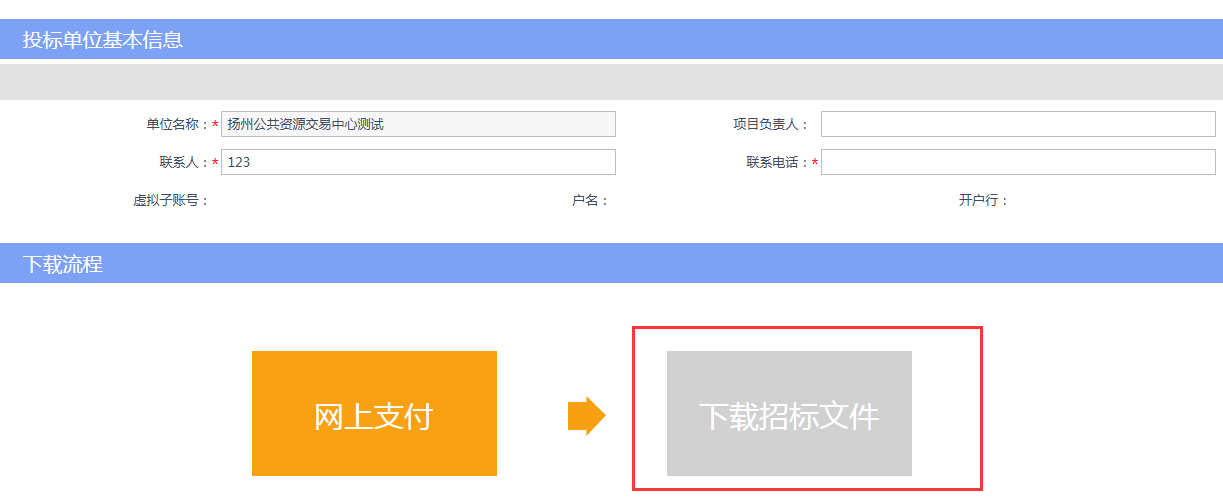 投标单位基本信息
单位名称：* 扬州公共资源交易中心测试 项目负责人：
联系人：* 123 联系电话：*
虚拟子账号： 户名： 开户行：
下载流程
网上支付 下载招标文件